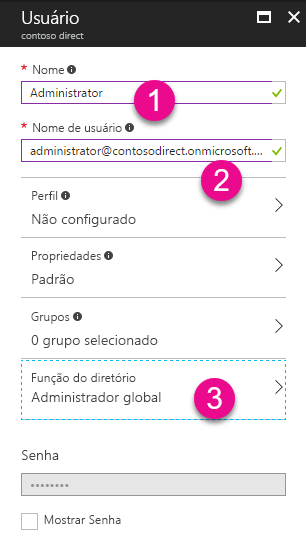 Usuário
contoso direct
* Nome
Administrator
1
* Nome de usuário
administrator@contosodirect.onmicrosoft....
2
Perfil
Não configurado
Propriedades
Padrão
Grupos
0 grupo selecionado
Função do diretório
Administrador global
3
Senha
••••••••
Mostrar Senha